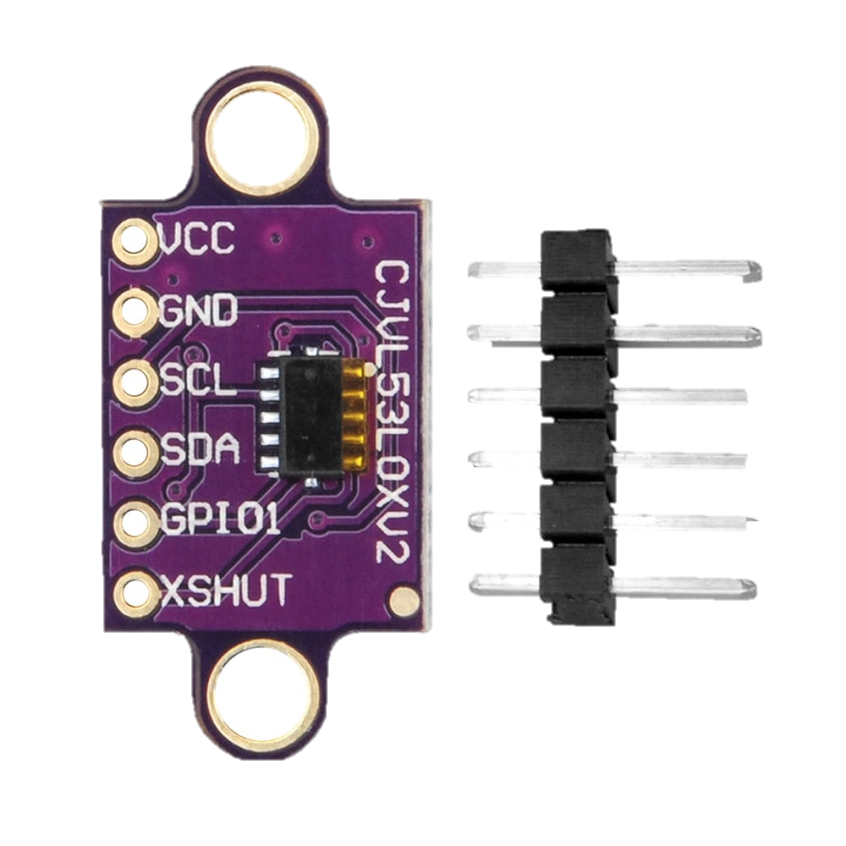 VCC
GND
SCL
SDA
GPIO1
XSHUT
CJVL53L0XV2